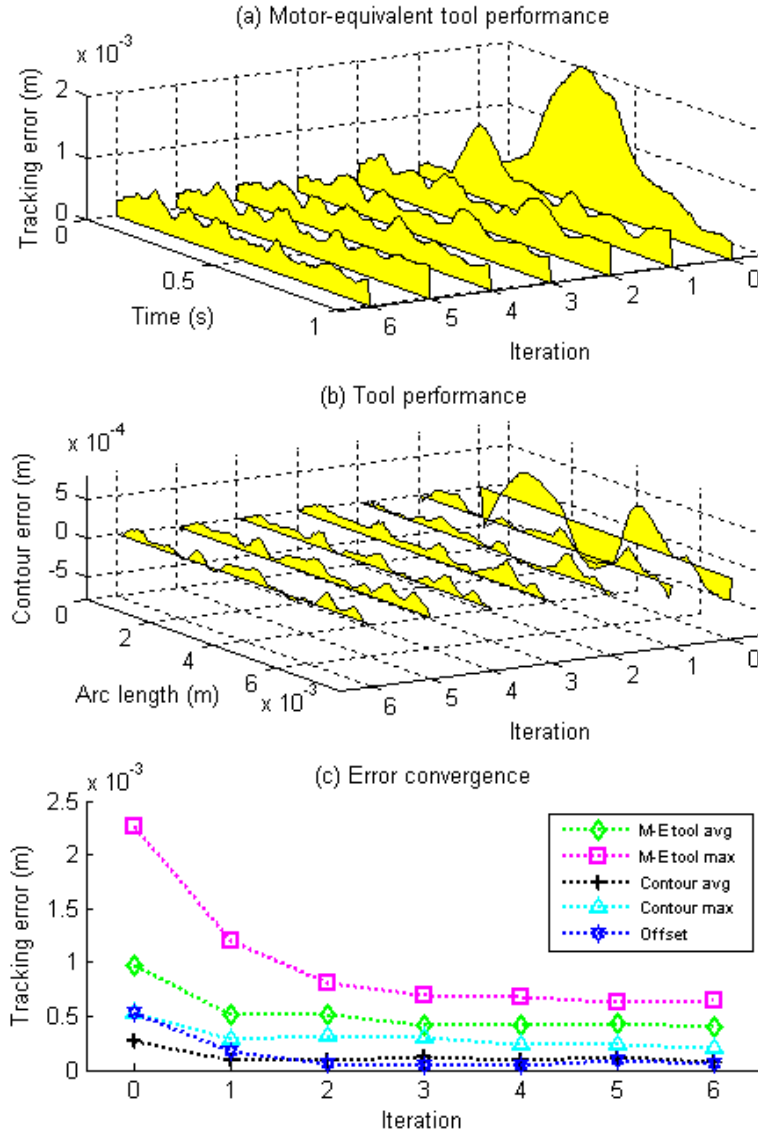 (a) Motor-equivalent tool performance
x 10^-3
2
1
0
Tracking error (m)
0
0.5
1
Time (s)
6
5
4
3
2
1
0
Iteration
(b) Tool performance
x 10^-4
5
0
-5
Contour error (m)
0
2
4
6
x 10^-3
Arc length (m)
6
5
4
3
2
1
0
Iteration
(c) Error convergence
x 10^-3
2.5
2
1.5
1
0.5
0
Tracking error (m)
M-E tool avg
M-E tool max
Contour avg
Contour max
Offset
0
1
2
3
4
5
6
Iteration